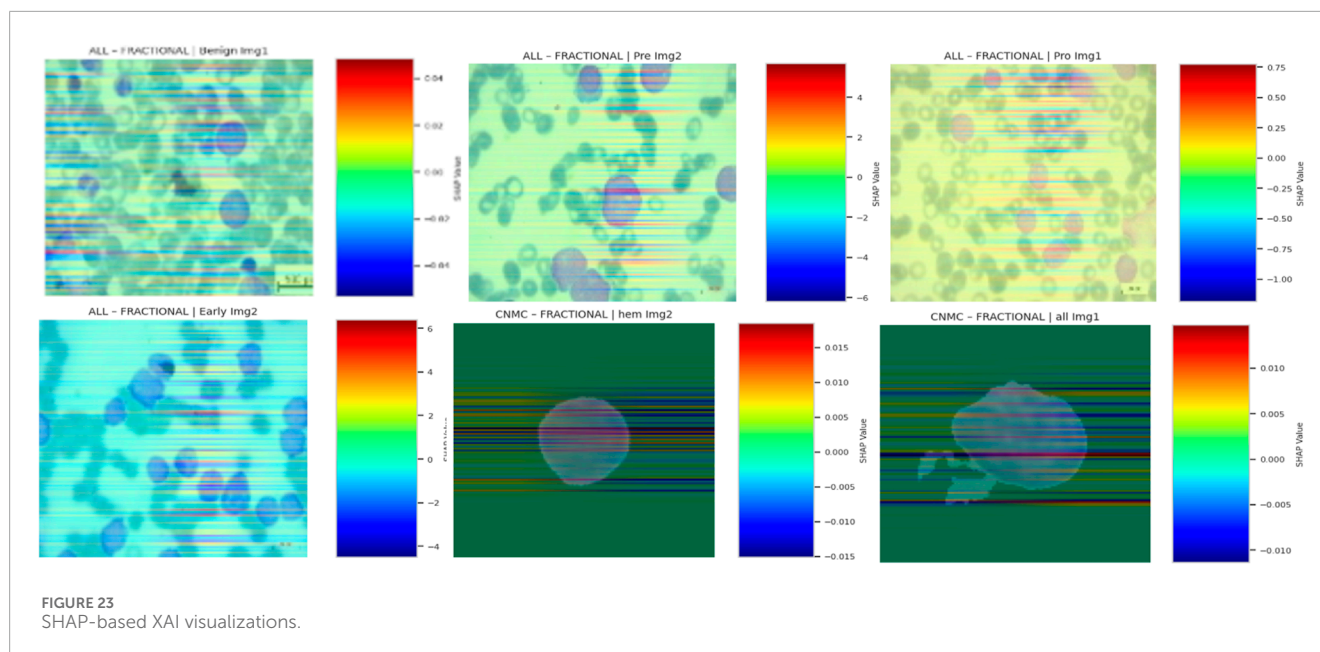 ALL – FRACTIONAL | Benign Img1
0.04
0.02
0.00
−0.02
−0.04
SHAP Value
ALL – FRACTIONAL | Pre Img2
4
2
0
−2
−4
−6
SHAP Value
ALL – FRACTIONAL | Pro Img1
0.75
0.50
0.25
0.00
−0.25
−0.50
−0.75
−1.00
SHAP Value
ALL – FRACTIONAL | Early Img2
6
4
2
0
−2
−4
SHAP Value
CNMC – FRACTIONAL | hem Img2
0.015
0.010
0.005
0.000
−0.005
−0.010
−0.015
SHAP Value
CNMC – FRACTIONAL | all Img1
0.010
0.005
0.000
−0.005
−0.010
SHAP Value
FIGURE 23
SHAP-based XAI visualizations.